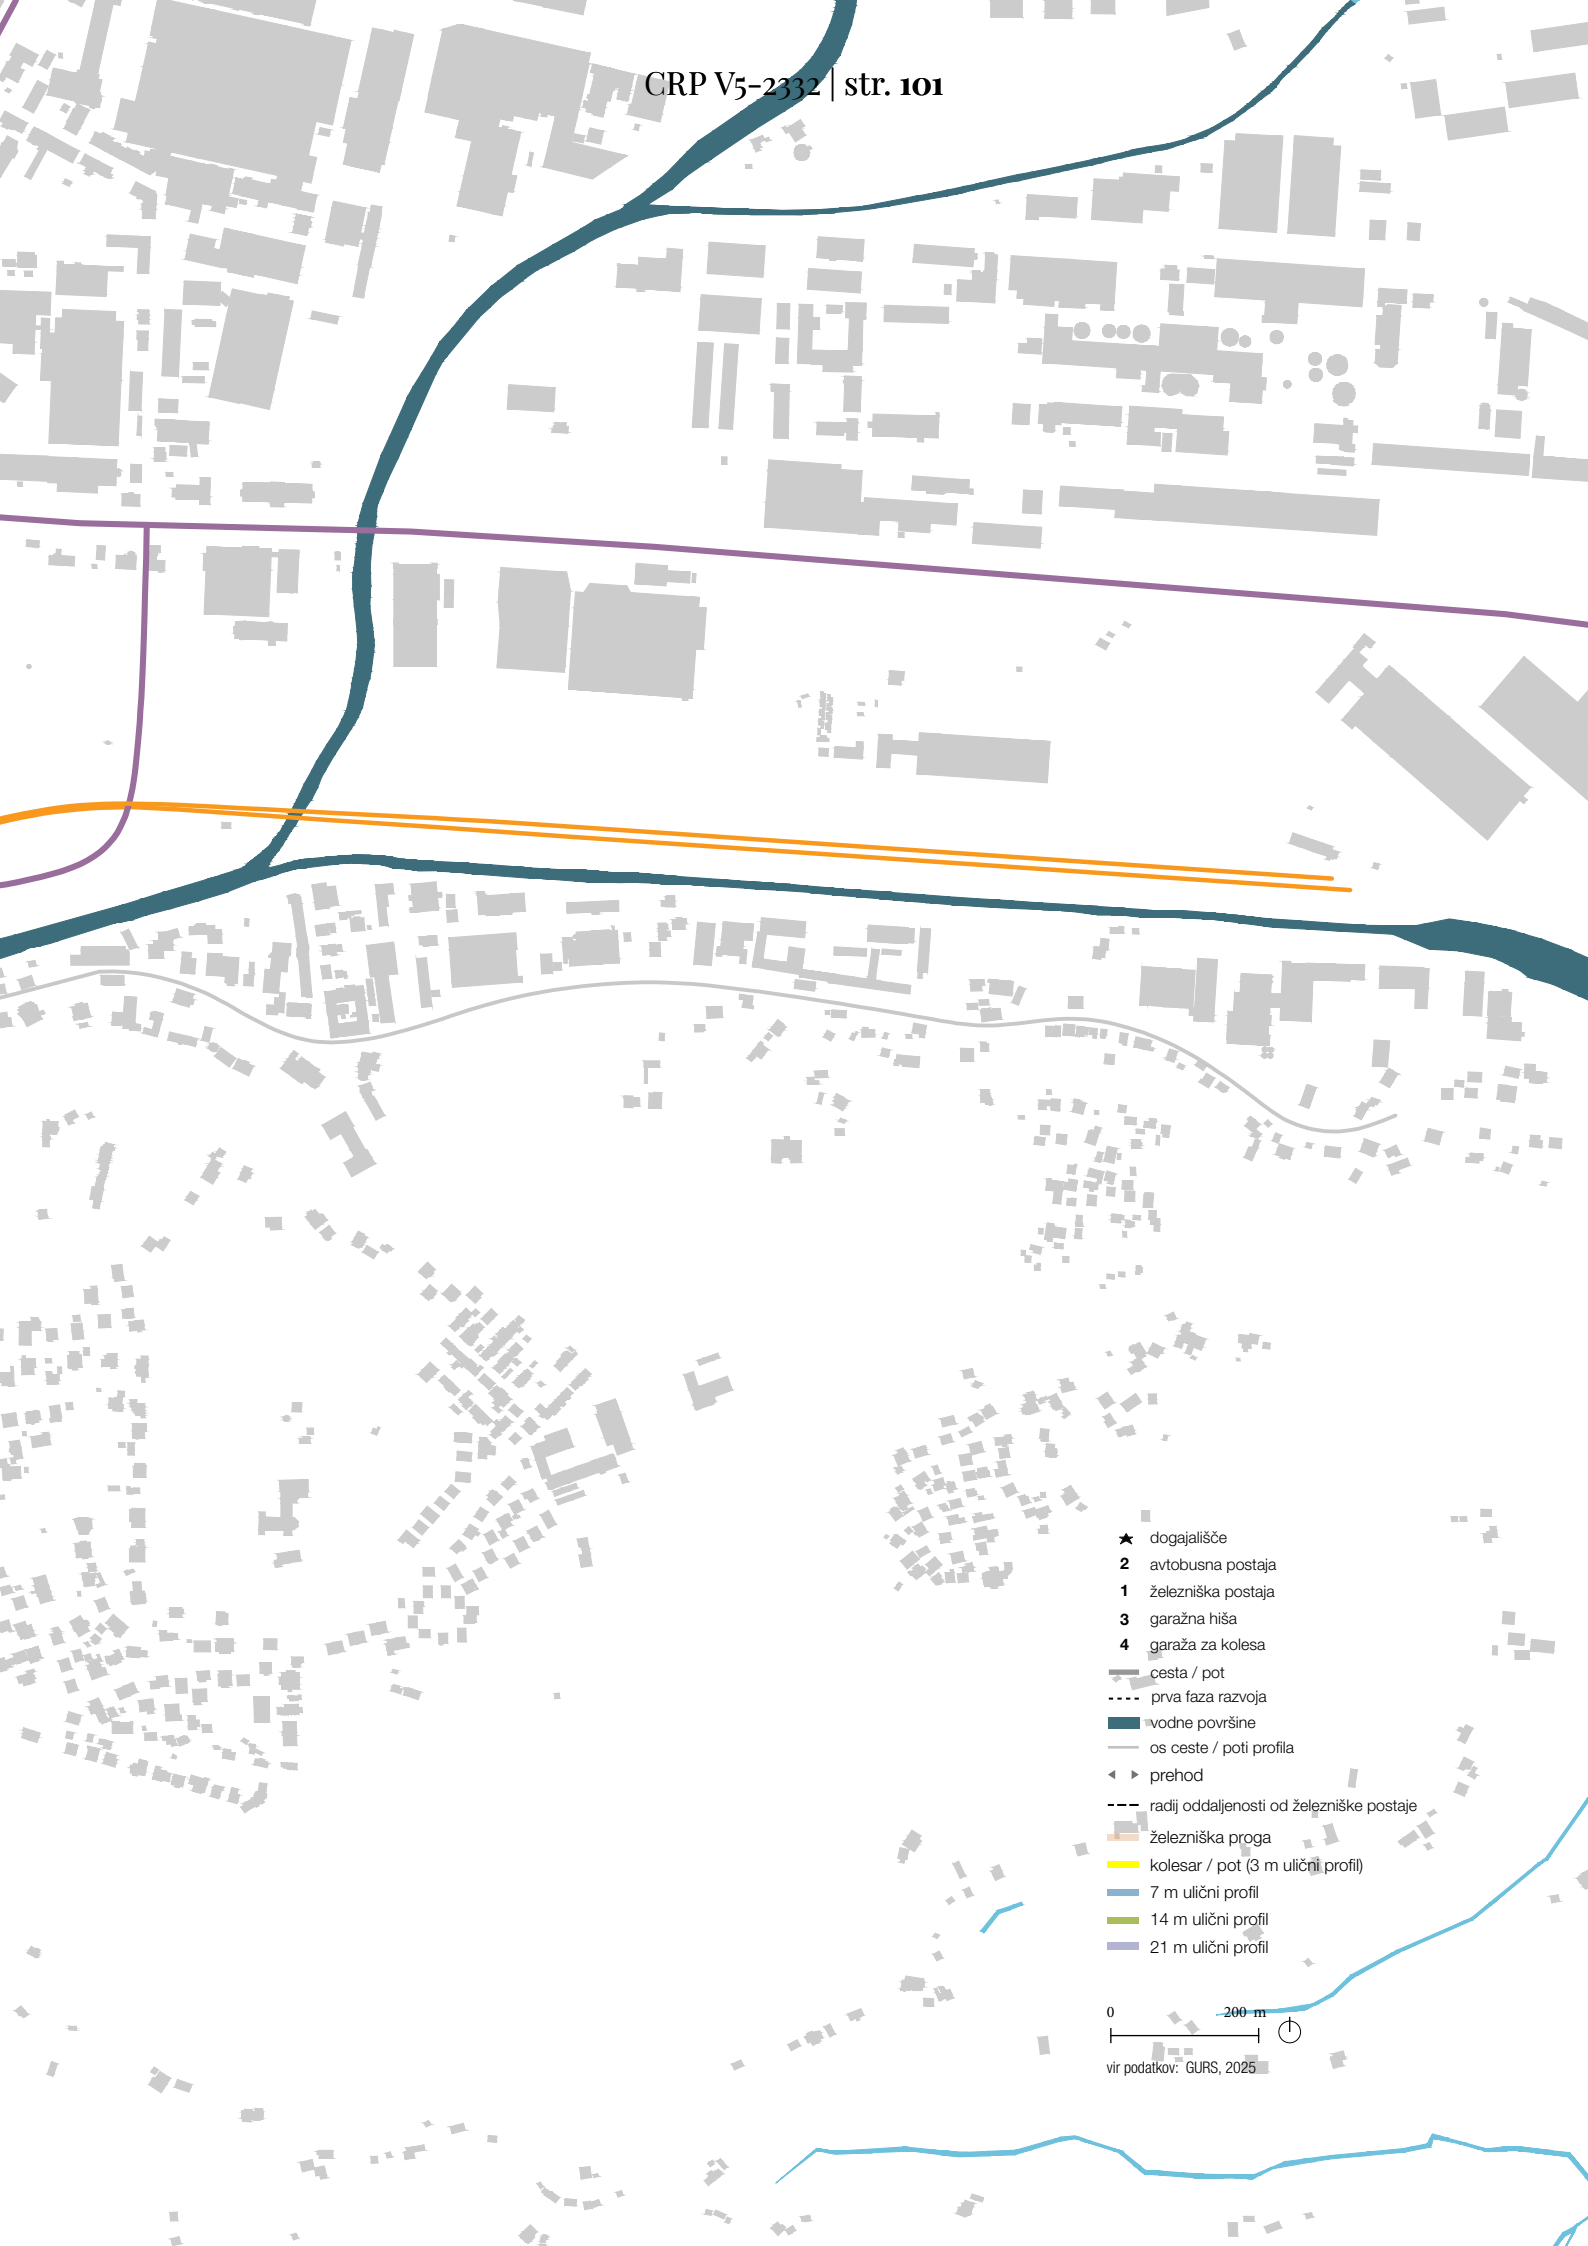 CRP V5-2332 | str. 101
dogajališče
2 avtobusna postaja
1 železniška postaja
3 garažna hiša
4 garaža za kolesa
cesta / pot
prva faza razvoja
vodne površine
os ceste / poti profila
prehod
radij oddaljenosti od železniške postaje
železniška proga
kolesar / pot (3 m ulični profil)
7 m ulični profil
14 m ulični profil
21 m ulični profil
0 200 m
vir podatkov: GURS, 2025